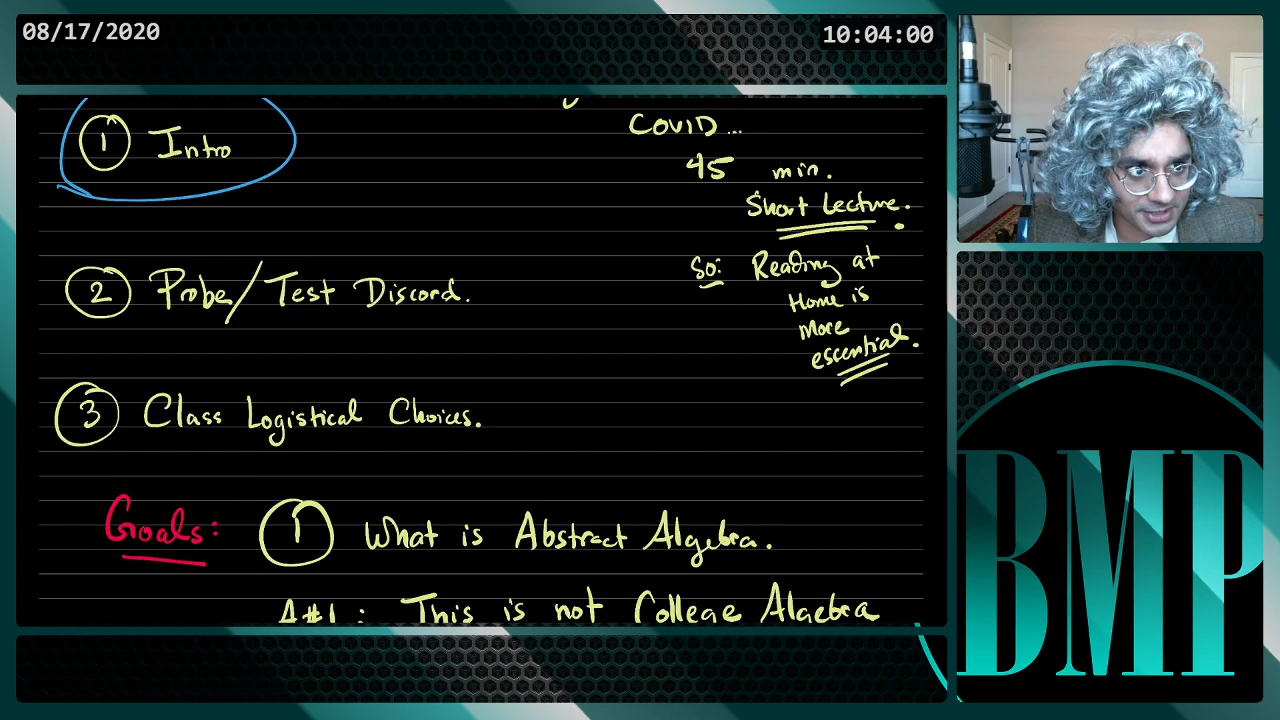 08/17/2020
10:04:00
COVID...
① Intro
45 min.
Short Lecture.
So: Reading at
Home is
more
essential.
② Probe/Test Discord.
③ Class Logistical Choices.
Goals: ① What is Abstract Algebra.
A#1: This is not College Algebra
BMP